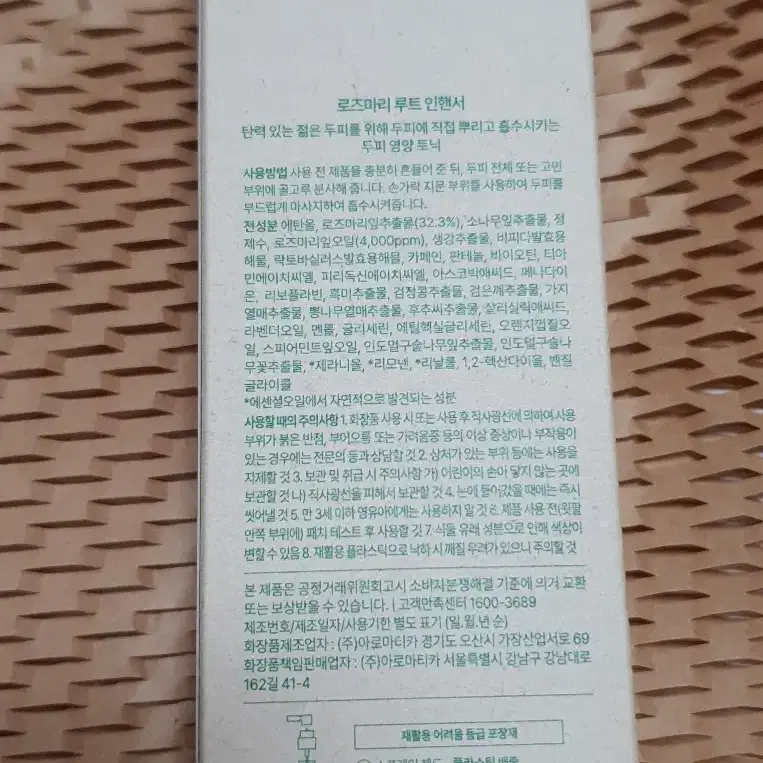 로즈마리 루트 인핸서
탄력 있는 젊은 두피를 위해 두피에 직접 뿌리고 흡수시키는
두피 영양 토닉
사용방법 사용 전 제품을 충분히 흔들어 준 뒤, 두피 전체 또는 고민
부위에 골고루 분사해 줍니다. 손가락 지문 부위를 사용하여 두피를
부드럽게 마사지하여 흡수시켜줍니다.
전성분 에탄올, 로즈마리잎추출물(32.3%), 소나무잎추출물, 정
제수, 로즈마리잎오일(4,000ppm), 생강추출물, 비피다발효용
해물, 락토바실러스발효용해물, 카페인, 판테놀, 바이오틴, 티아
민에이치씨엘, 피리독신에이치씨엘, 아스코빅애씨드, 메나다이
온, 리보플라빈, 흑미추출물, 검정콩추출물, 검은깨추출물, 가지
열매추출물, 뽕나무열매추출물, 후추씨추출물, 살리실릭애씨드,
라벤더오일, 멘톨, 글리세린, 에틸헥실글리세린, 오렌지껍질오
일, 스피어민트잎오일, 인도멀구슬나무잎추출물, 인도멀구슬나
무꽃추출물, *제라니올, *리모넨, *리날룰, 1,2-헥산다이올, 벤질
글라이콜
*에센셜오일에서 자연적으로 발견되는 성분
사용할 때의 주의사항 1. 화장품 사용 시 또는 사용 후 직사광선에 의하여 사용
부위가 붉은 반점, 부어오름 또는 가려움증 등의 이상 증상이나 부작용이
있는 경우에는 전문의 등과 상담할 것 2. 상처가 있는 부위 등에는 사용을
자제할 것 3. 보관 및 취급 시 주의사항 가) 어린이의 손이 닿지 않는 곳에
보관할 것 나) 직사광선을 피해서 보관할 것 4. 눈에 들어갔을 때에는 즉시
씻어낼 것 5. 만 3세 이하 영유아에게는 사용하지 말 것 6. 제품 사용 전(팔
안쪽 부위에) 패치 테스트 후 사용할 것 7. 식물 유래 성분으로 인해 색상이
변할 수 있음 8. 재활용 플라스틱으로 낙하 시 깨질 우려가 있으니 주의할 것
본 제품은 공정거래위원회고시 소비자분쟁해결 기준에 의거 교환
또는 보상받을 수 있습니다. | 고객만족센터 1600-3689
제조번호/제조일자/사용기한 별도 표기 (일.월.년 순)
화장품제조업자 : (주)아로마티카 경기도 오산시 가장산업서로 69
화장품책임판매업자 : (주)아로마티카 서울특별시 강남구 강남대로
162길 41-4
재활용 어려움 등급 포장재